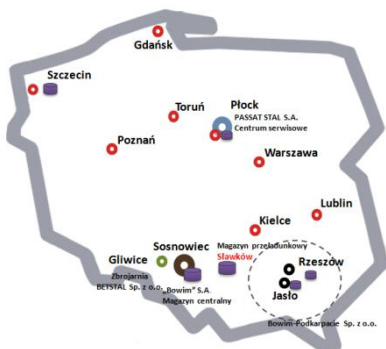 Gdańsk
Szczecin
Toruń
Płock
PASSAT STAL S.A.
Centrum serwisowe
Poznań
Warszawa
Lublin
Kielce
Magazyn przeładunkowy
Sławków
Gliwice
Sosnowiec
Zbrojarnia
BETSTAL Sp. z o.o.
„Bowim” S.A.
Magazyn centralny
Rzeszów
Jasło
Bowim-Podkarpacie Sp. z o.o.